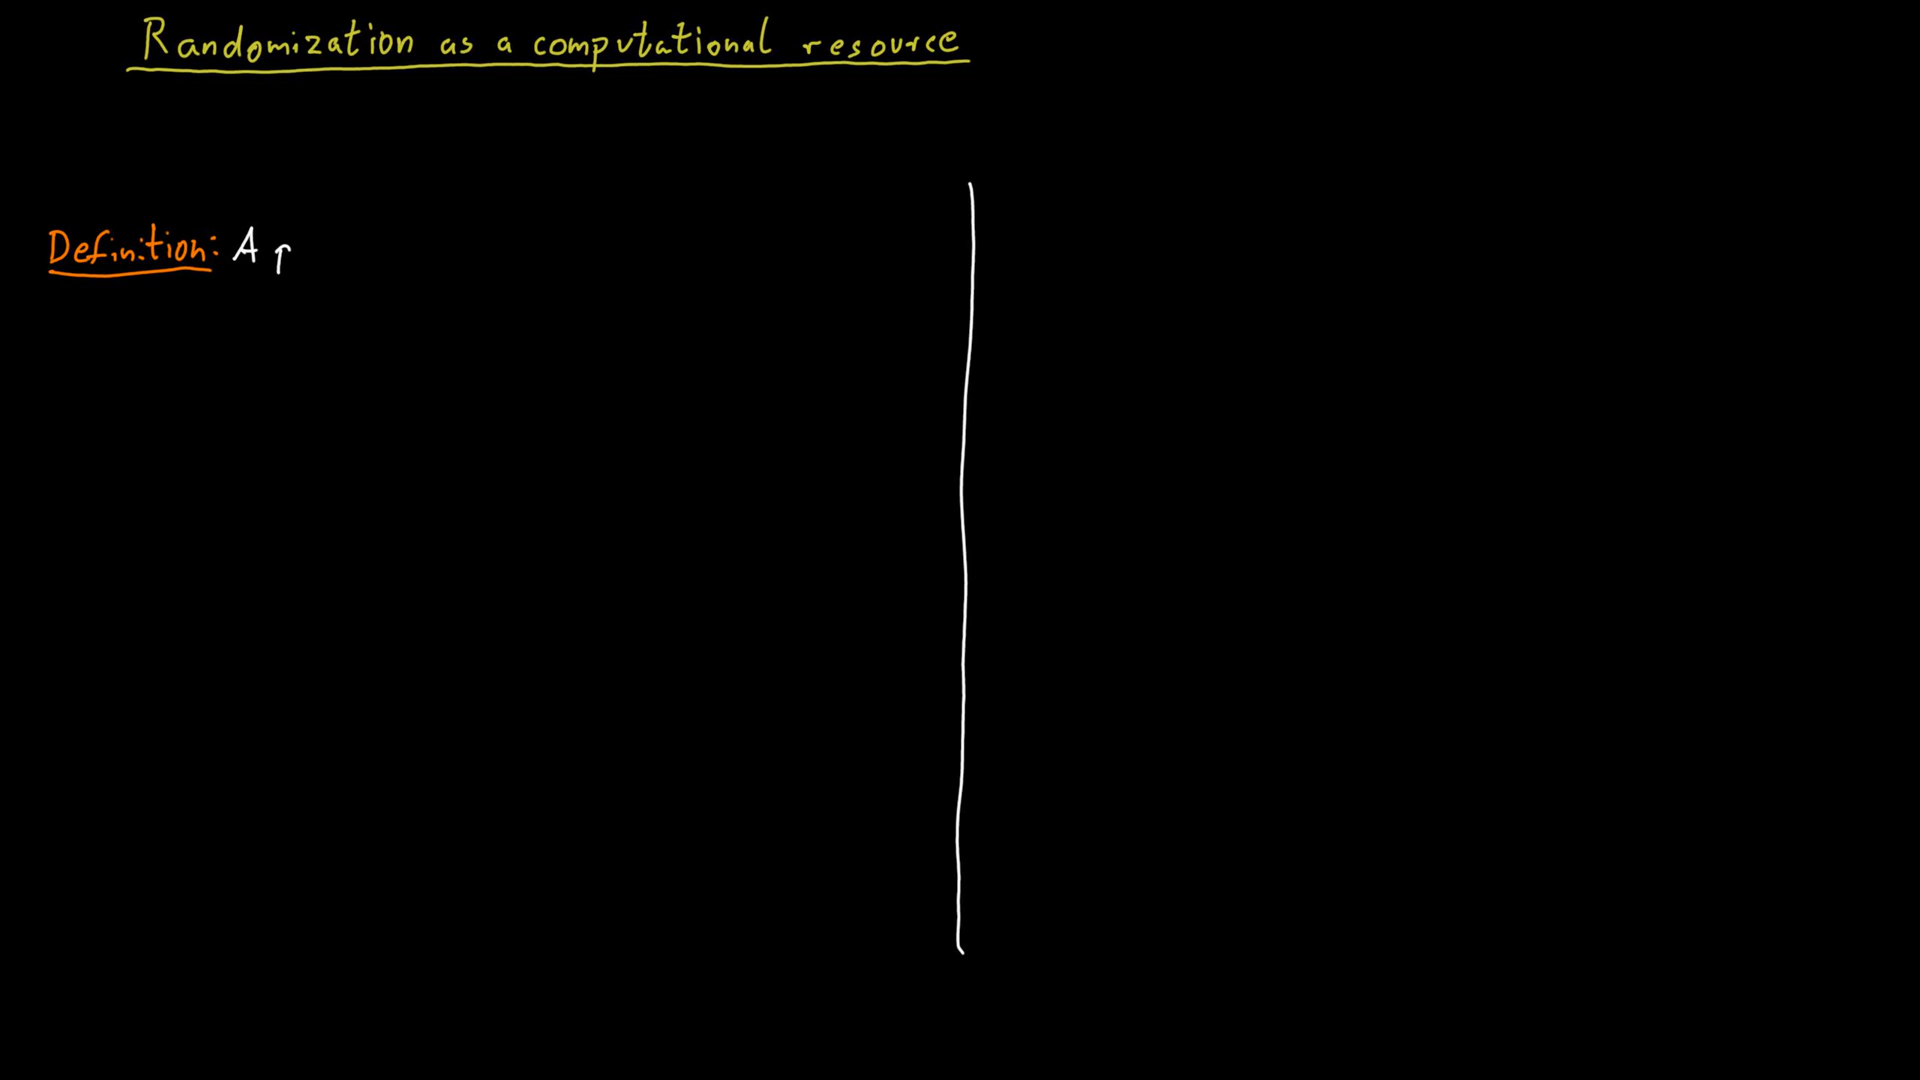 Randomization as a computational resource
Definition: A